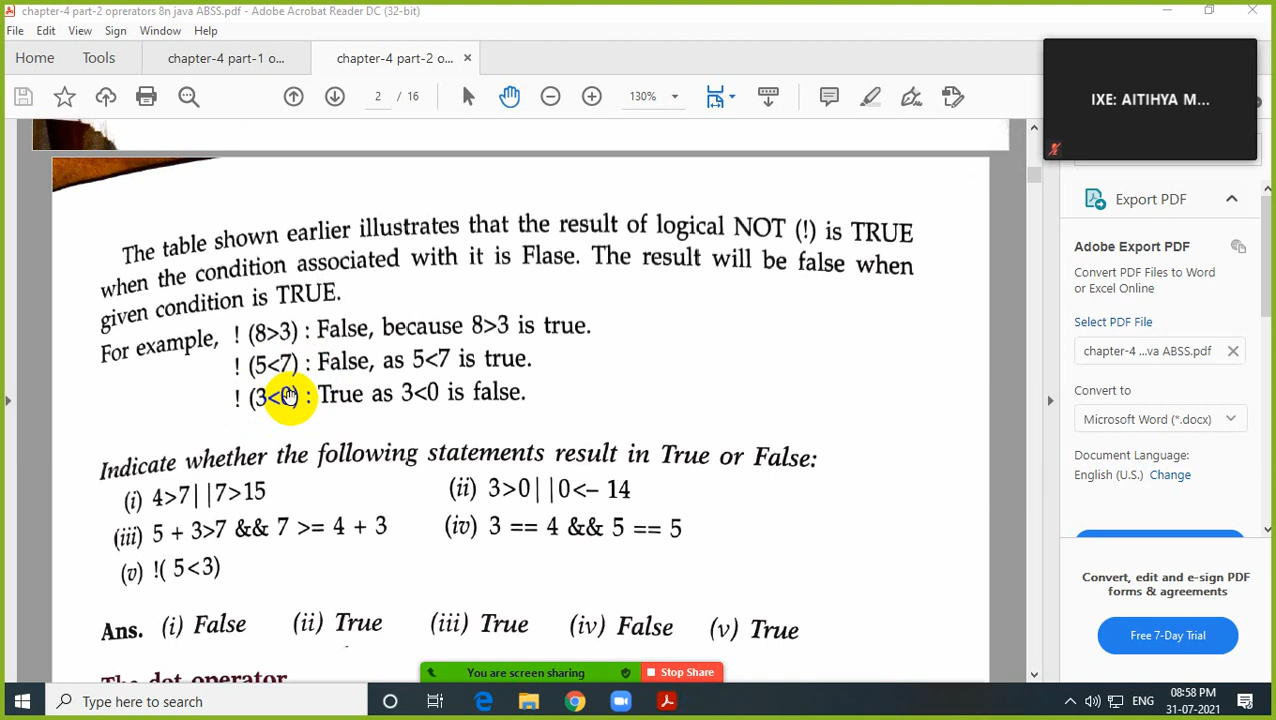 chapter-4 part-2 oprerators 8n java ABSS.pdf - Adobe Acrobat Reader DC (32-bit)
File Edit View Sign Window Help
Home Tools chapter-4 part-1 o... chapter-4 part-2 o... ×
2 / 16 130%
IXE: AITIHYA M...
Export PDF
Adobe Export PDF
Convert PDF Files to Word
or Excel Online
Select PDF File
chapter-4 ...va ABSS.pdf
Convert to
Microsoft Word (*.docx)
Document Language:
English (U.S.) Change
Convert, edit and e-sign PDF
forms & agreements
Free 7-Day Trial
The table shown earlier illustrates that the result of logical NOT (!) is TRUE
when the condition associated with it is Flase. The result will be false when
given condition is TRUE.
For example, ! (8>3) : False, because 8>3 is true.
! (5<7) : False, as 5<7 is true.
! (3<0) : True as 3<0 is false.
Indicate whether the following statements result in True or False:
(i) 4>7||7>15 (ii) 3>0||0<– 14
(iii) 5 + 3>7 && 7 >= 4 + 3 (iv) 3 == 4 && 5 == 5
(v) !( 5<3)
Ans. (i) False (ii) True (iii) True (iv) False (v) True
The dot operator
You are screen sharing Stop Share
Type here to search
ENG
08:58 PM
31-07-2021